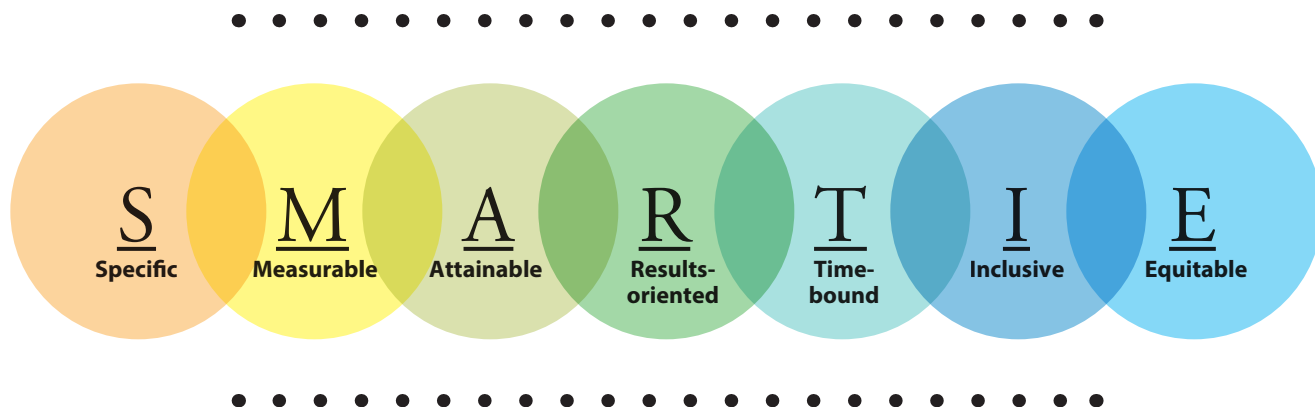 S M A R T I E
Specific Measurable Attainable Results- Time- Inclusive Equitable
oriented bound